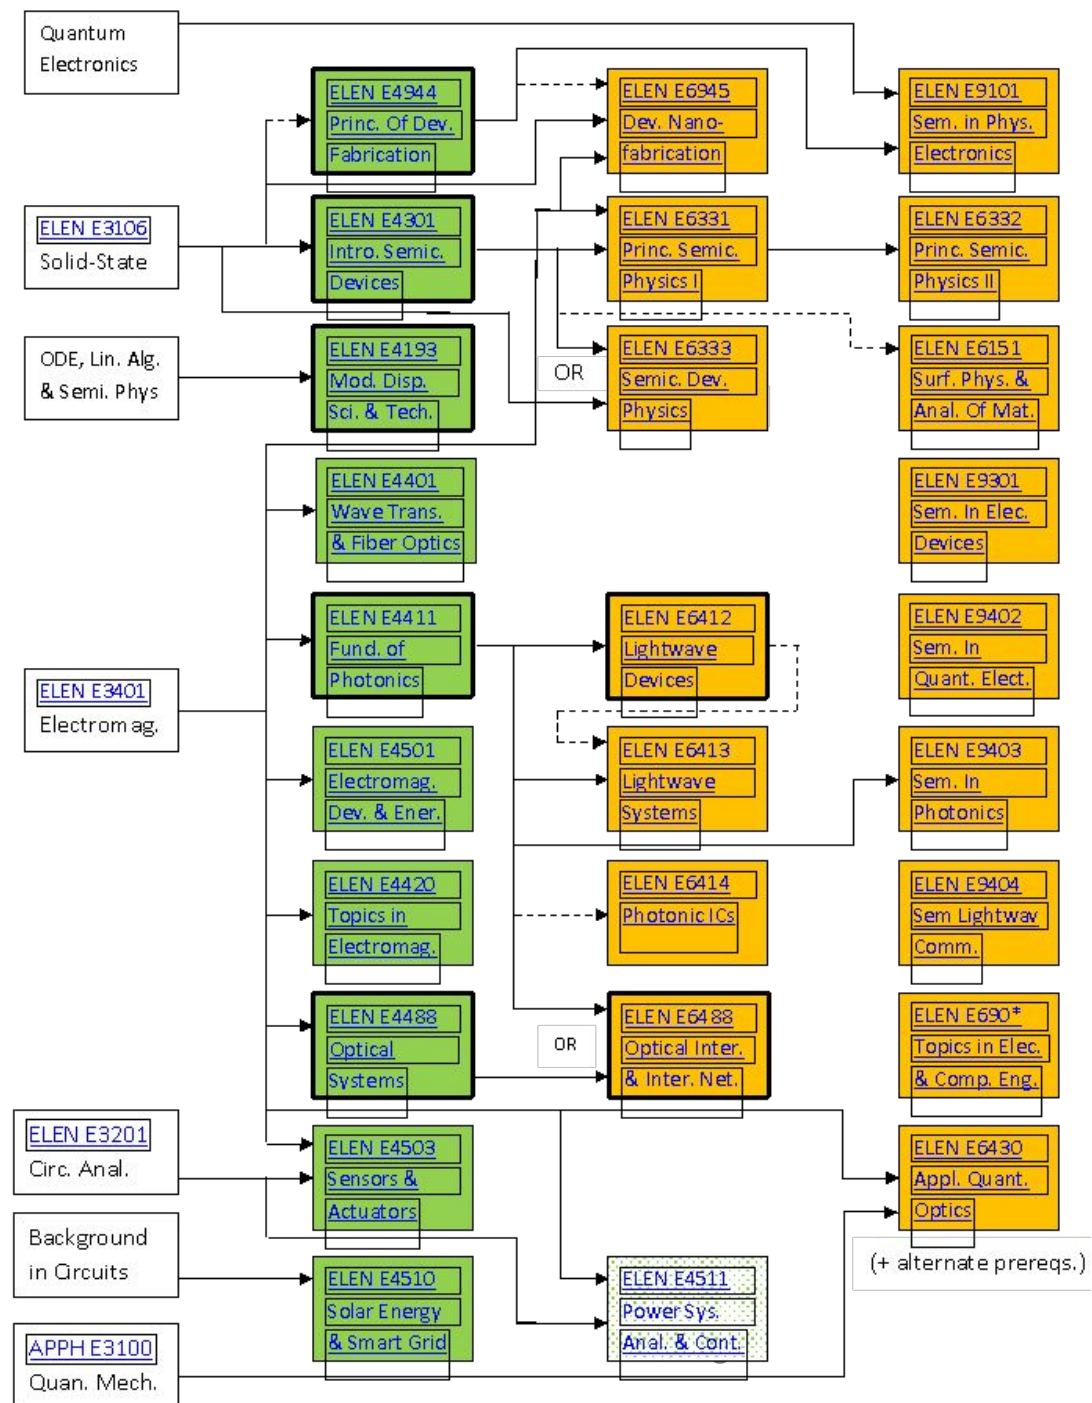 Quantum
Electronics
ELEN E3106
Solid-State
ODE, Lin. Alg.
& Semi. Phys
ELEN E3401
Electromag.
ELEN E3201
Circ. Anal.
Background
in Circuits
APPH E3100
Quan. Mech.
ELEN E4944
Princ. Of Dev.
Fabrication
ELEN E4301
Intro. Semic.
Devices
ELEN E4193
Mod. Disp.
Sci. & Tech.
ELEN E4401
Wave Trans.
& Fiber Optics
ELEN E4411
Fund. of
Photonics
ELEN E4501
Electromag.
Dev. & Ener.
ELEN E4420
Topics in
Electromag.
ELEN E4488
Optical
Systems
ELEN E4503
Sensors &
Actuators
ELEN E4510
Solar Energy
& Smart Grid
ELEN E6945
Dev. Nano-
fabrication
ELEN E6331
Princ. Semic.
Physics I
OR
ELEN E6333
Semic. Dev.
Physics
ELEN E6412
Lightwave
Devices
ELEN E6413
Lightwave
Systems
ELEN E6414
Photonic ICs
OR
ELEN E6488
Optical Inter.
& Inter. Net.
ELEN E4511
Power Sys.
Anal. & Cont.
ELEN E9101
Sem. in Phys.
Electronics
ELEN E6332
Princ. Semic.
Physics II
ELEN E6151
Surf. Phys. &
Anal. Of Mat.
ELEN E9301
Sem. In Elec.
Devices
ELEN E9402
Sem. In
Quant. Elect.
ELEN E9403
Sem. In
Photonics
ELEN E9404
Sem Lightwav
Comm.
ELEN E690*
Topics in Elec.
& Comp. Eng.
ELEN E6430
Appl. Quant.
Optics
(+ alternate prereqs.)